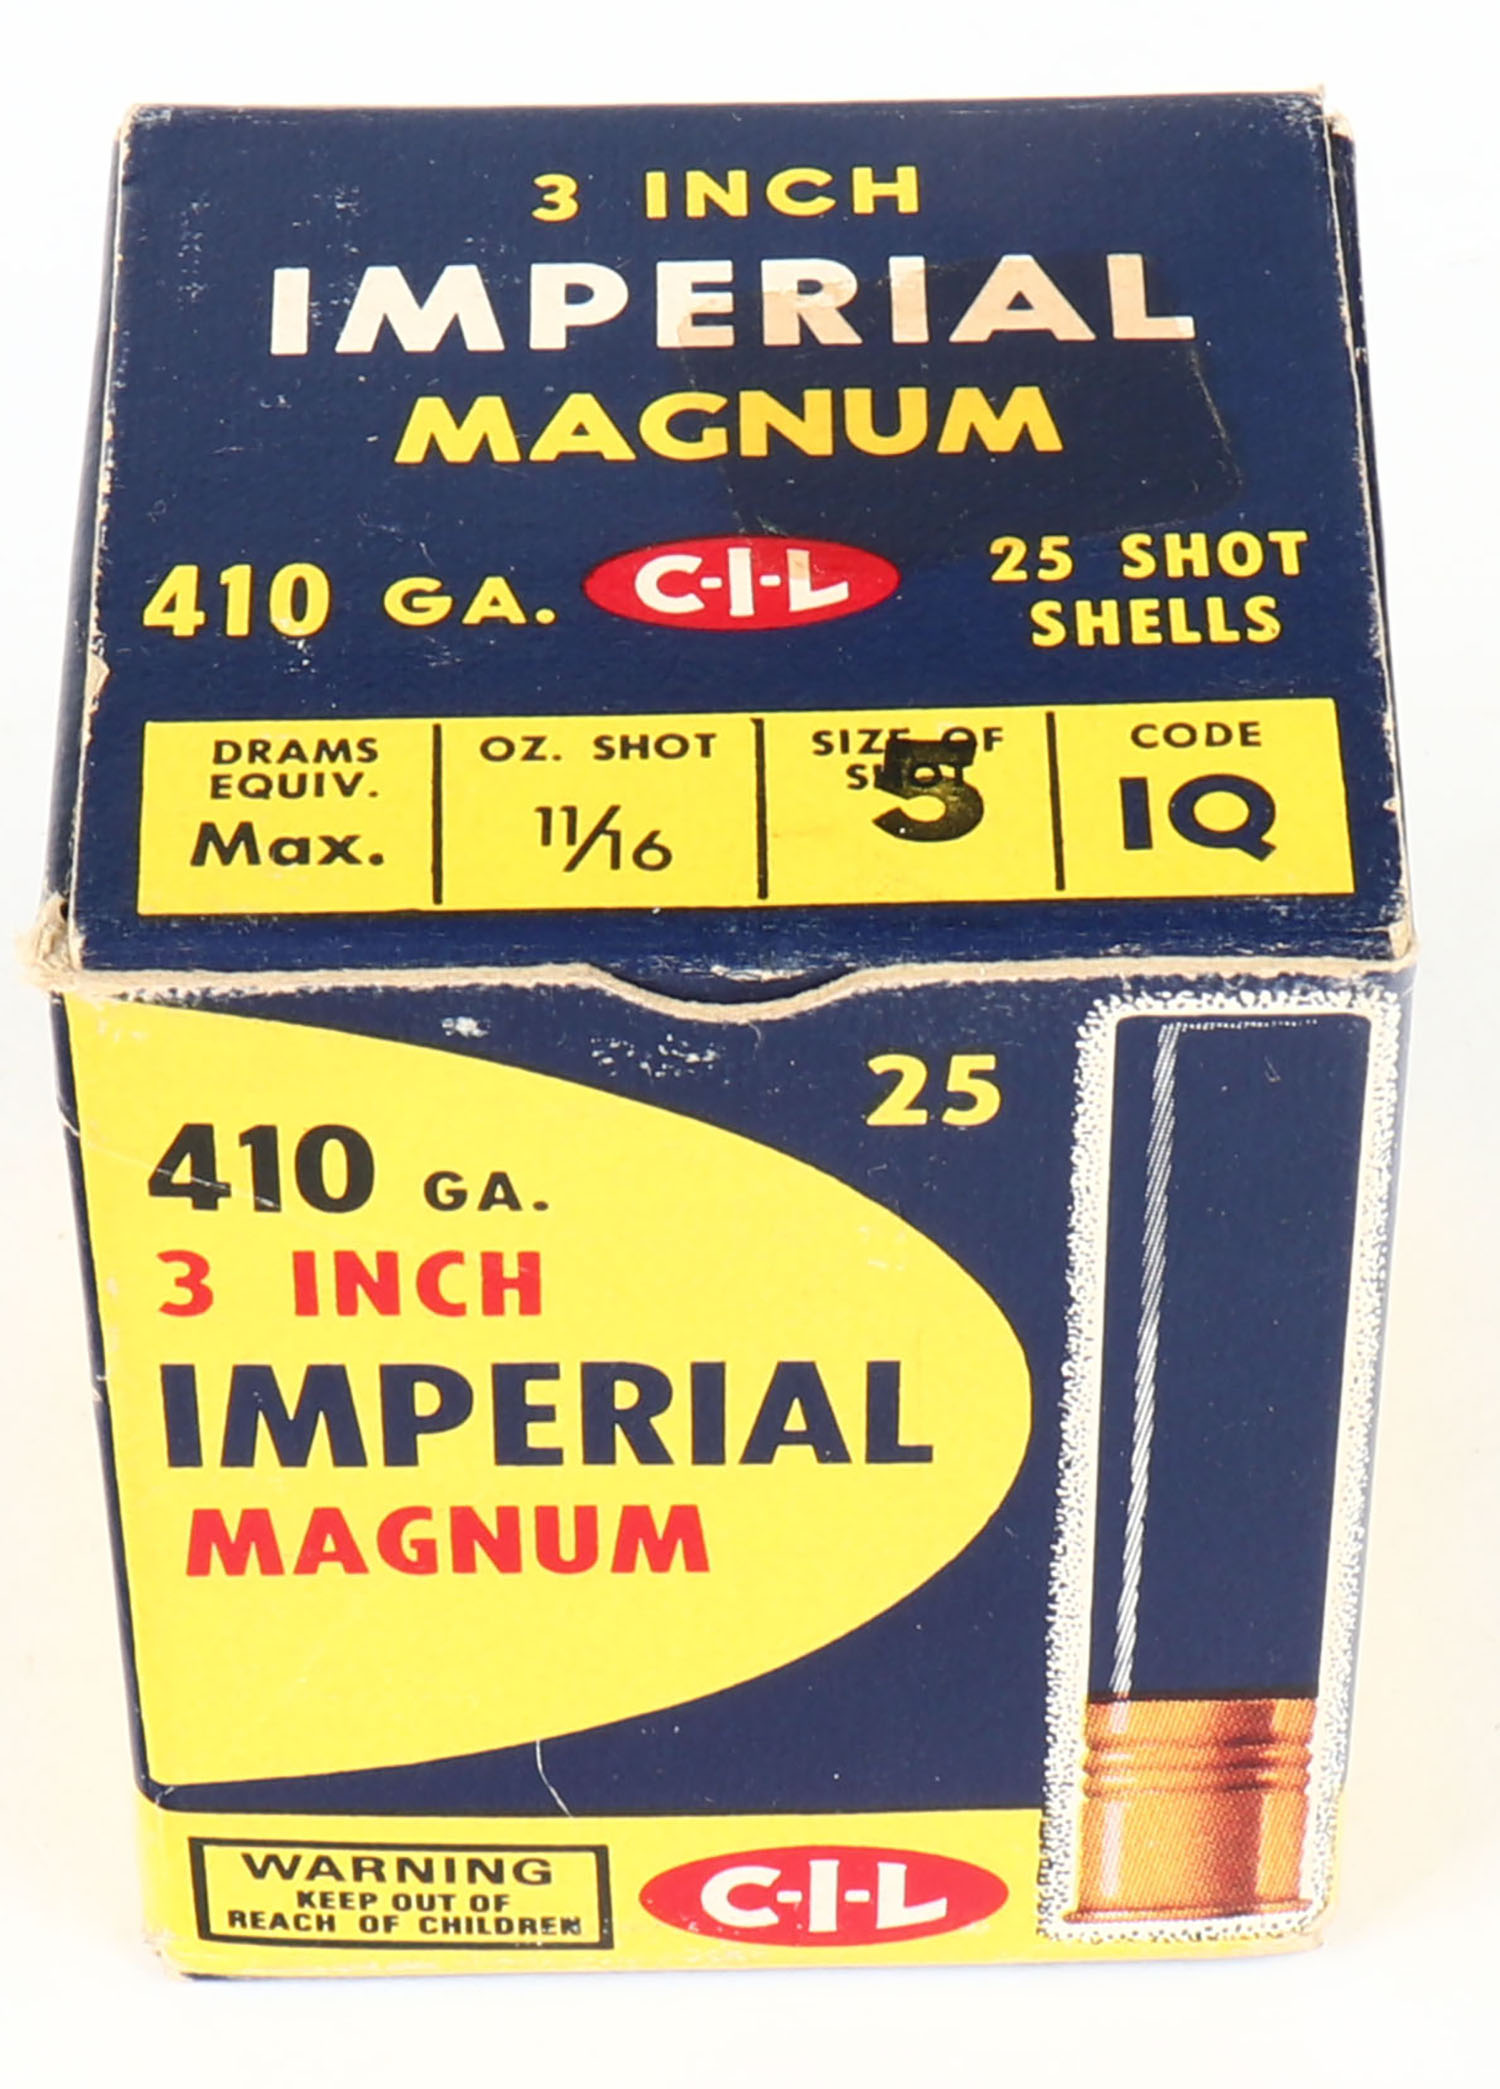 3 INCH
IMPERIAL
MAGNUM
410 GA. C-I-L 25 SHOT
SHELLS
DRAMS EQUIV. Max.
OZ. SHOT 11/16
SIZE OF SHOT 5
CODE IQ
25
410 GA.
3 INCH
IMPERIAL
MAGNUM
WARNING
KEEP OUT OF
REACH OF CHILDREN
C-I-L